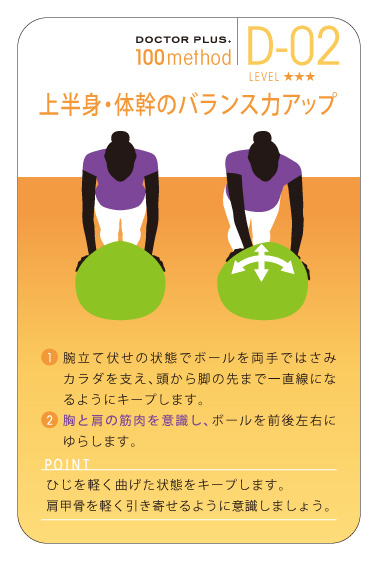 DOCTOR PLUS.
100method
D-02
LEVEL ★★★
上半身・体幹のバランス力アップ
1 腕立て伏せの状態でボールを両手ではさみ
カラダを支え、頭から脚の先まで一直線にな
るようにキープします。
2 胸と肩の筋肉を意識し、ボールを前後左右に
ゆらします。
POINT
ひじを軽く曲げた状態をキープします。
肩甲骨を軽く引き寄せるように意識しましょう。